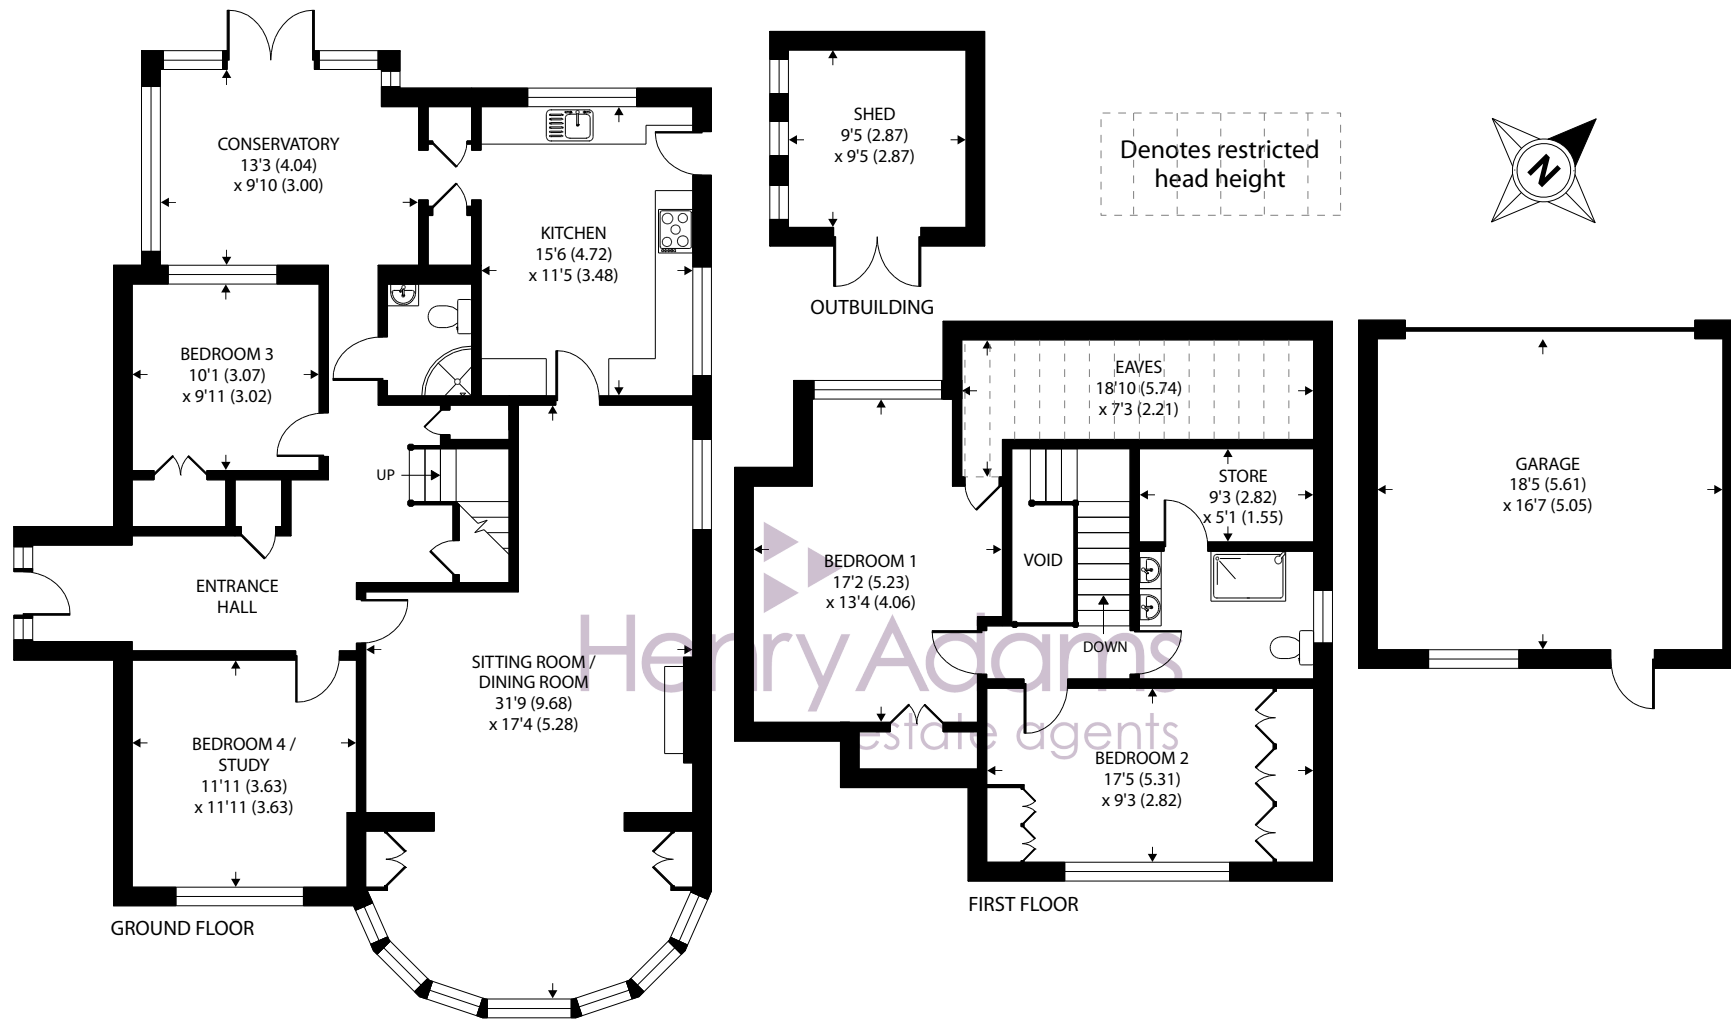 CONSERVATORY
13'3 (4.04)
x 9'10 (3.00)
KITCHEN
15'6 (4.72)
x 11'5 (3.48)
BEDROOM 3
10'1 (3.07)
x 9'11 (3.02)
UP
ENTRANCE
HALL
SITTING ROOM /
DINING ROOM
31'9 (9.68)
x 17'4 (5.28)
BEDROOM 4 /
STUDY
11'11 (3.63)
x 11'11 (3.63)
GROUND FLOOR
SHED
9'5 (2.87)
x 9'5 (2.87)
OUTBUILDING
Denotes restricted
head height
N
EAVES
18'10 (5.74)
x 7'3 (2.21)
STORE
9'3 (2.82)
x 5'1 (1.55)
BEDROOM 1
17'2 (5.23)
x 13'4 (4.06)
VOID
DOWN
BEDROOM 2
17'5 (5.31)
x 9'3 (2.82)
FIRST FLOOR
GARAGE
18'5 (5.61)
x 16'7 (5.05)
Henry Adams
estate agents